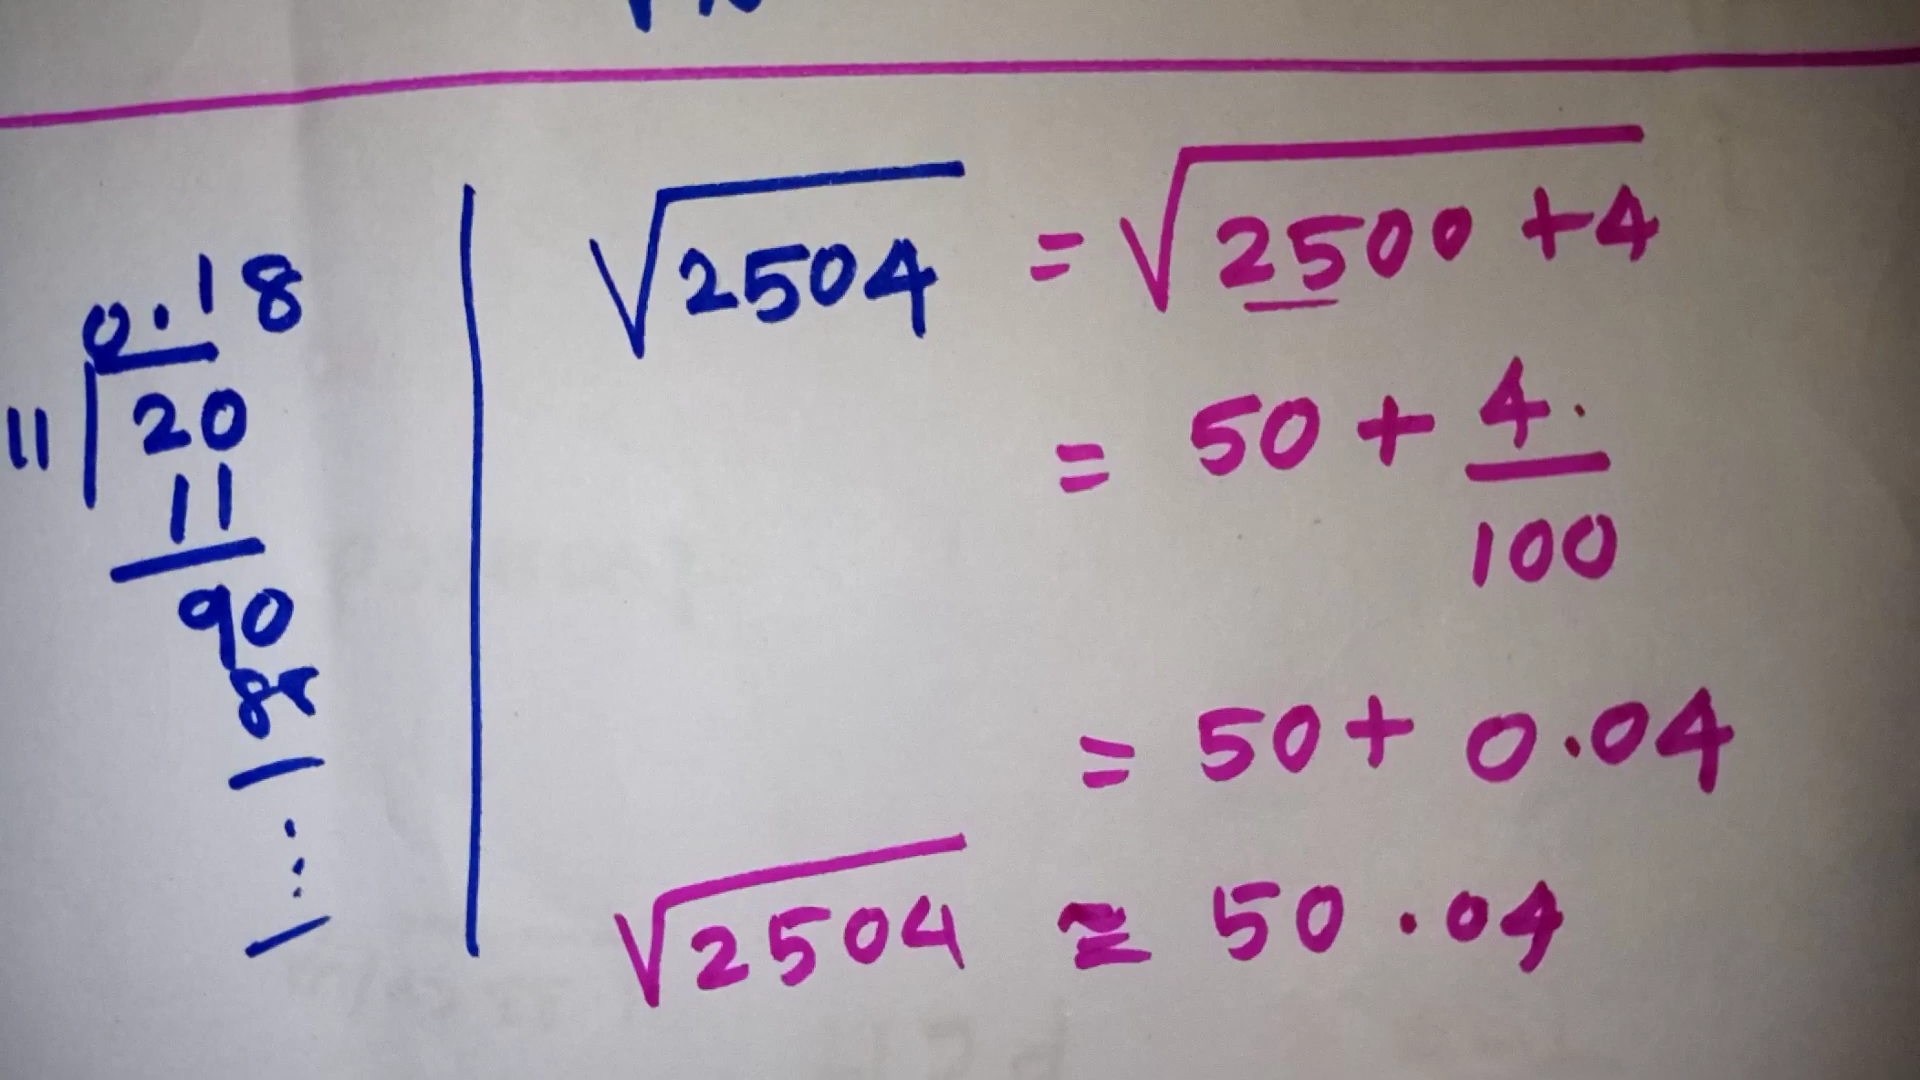 0.18
11 20
11
90
88
√2504 = √2500 + 4
= 50 + 4/100
= 50 + 0.04
√2504 ≅ 50.04